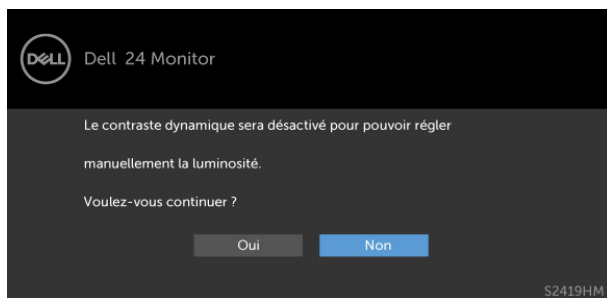 DELL
Dell 24 Monitor
Le contraste dynamique sera désactivé pour pouvoir régler
manuellement la luminosité.
Voulez-vous continuer ?
Oui Non
S2419HM